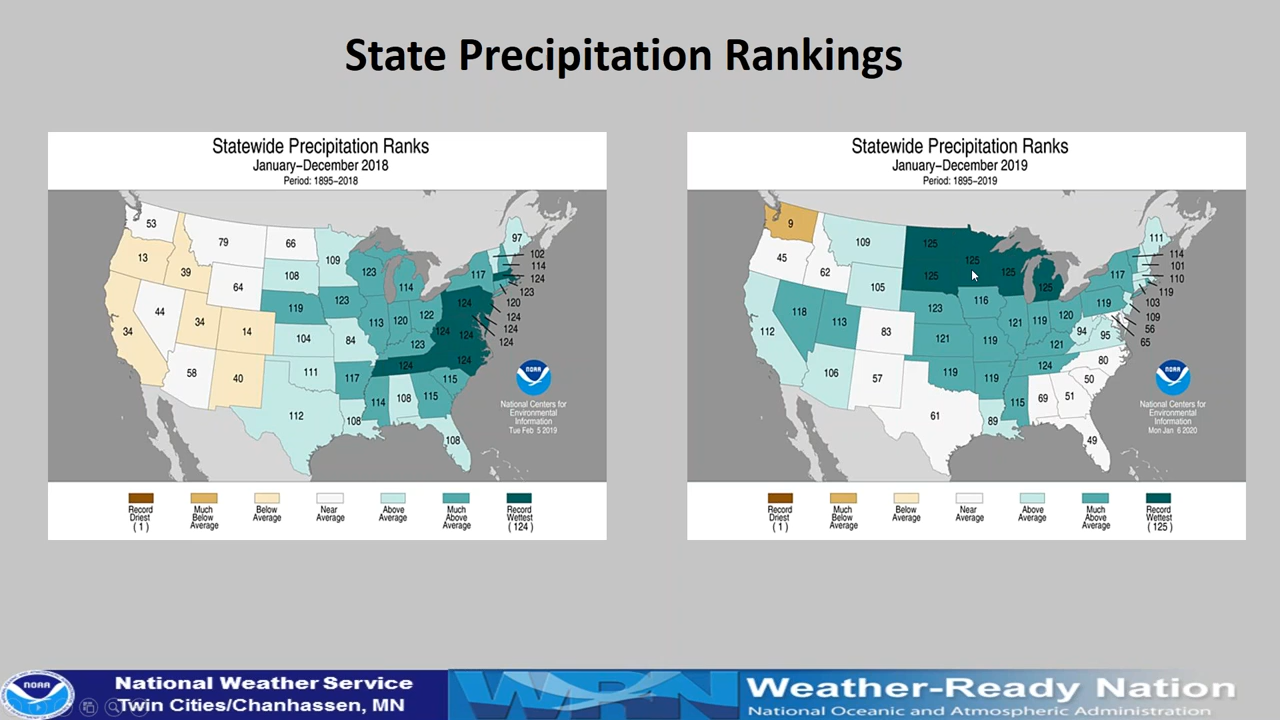 State Precipitation Rankings
Statewide Precipitation Ranks
January–December 2018
Period: 1895–2018
53
79
66
109
97
102
114
124
123
120
124
124
124
13
39
64
108
123
114
117
44
34
14
119
123
113
120
122
124
124
124
34
104
84
123
124
124
58
40
111
117
115
112
108
114
108
115
108
NOAA
National Centers for
Environmental
Information
Tue Feb 5 2019
Record
Driest
(1)
Much
Below
Average
Below
Average
Near
Average
Above
Average
Much
Above
Average
Record
Wettest
(124)
Statewide Precipitation Ranks
January–December 2019
Period: 1895–2019
9
109
125
125
111
114
101
110
119
103
109
56
65
45
62
105
125
125
125
117
118
113
83
123
116
121
119
120
119
112
121
119
94
95
121
106
57
119
119
124
80
61
89
115
69
51
50
49
NOAA
National Centers for
Environmental
Information
Mon Jan 6 2020
Record
Driest
(1)
Much
Below
Average
Below
Average
Near
Average
Above
Average
Much
Above
Average
Record
Wettest
(125)
NOAA
National Weather Service
Twin Cities/Chanhassen, MN
WRN
Weather-Ready Nation
National Oceanic and Atmospheric Administration